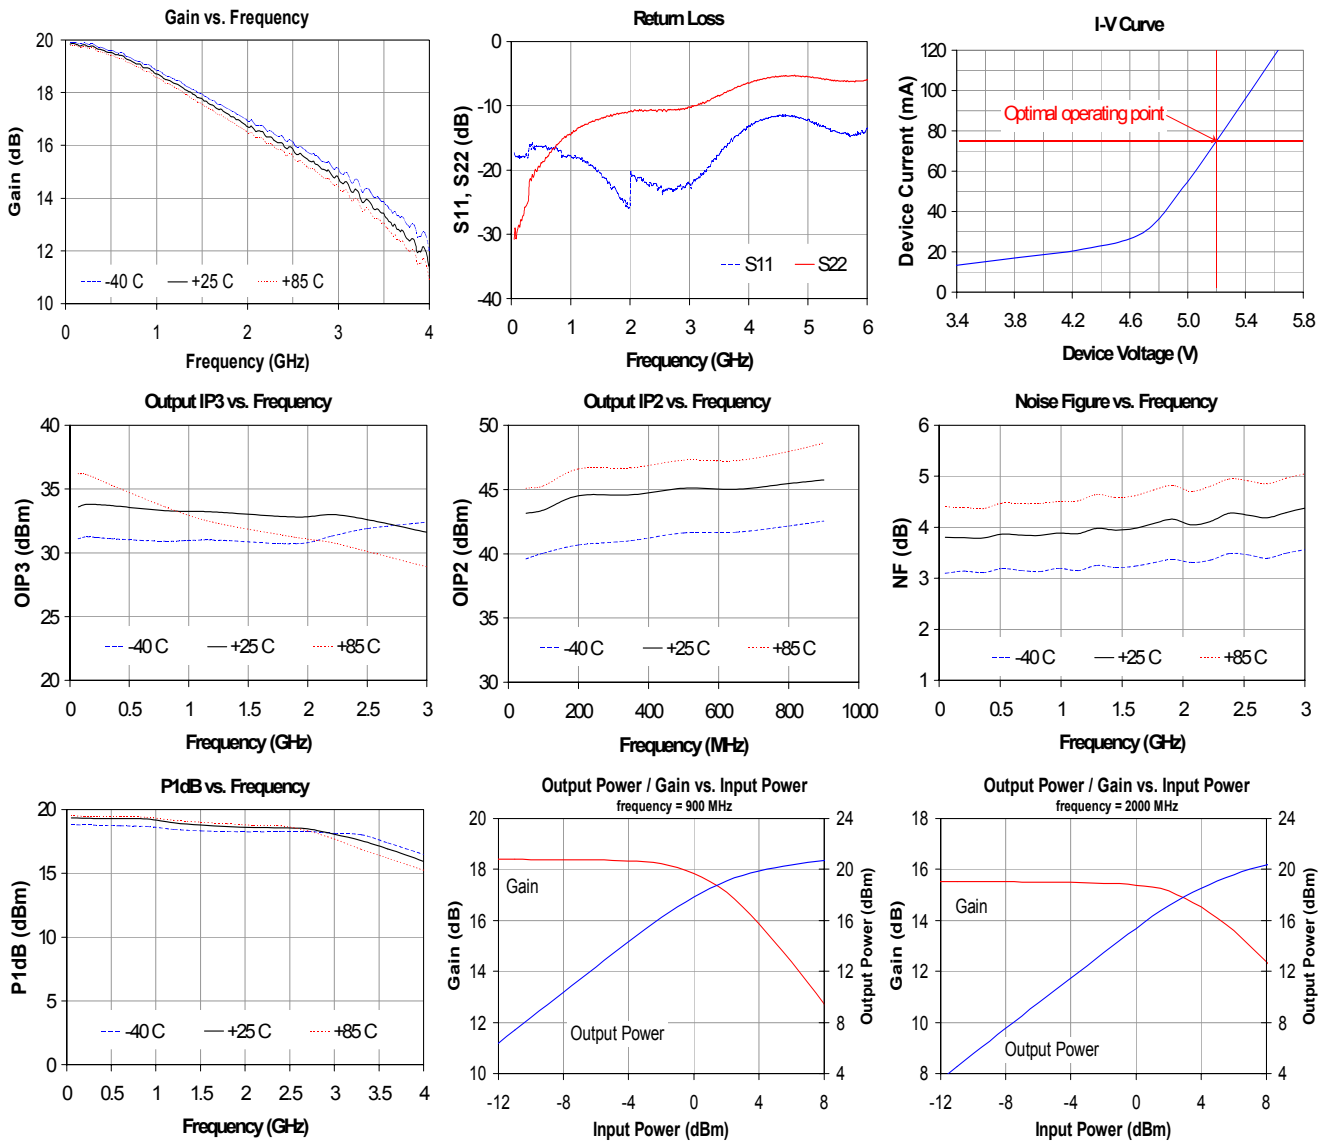 Gain vs. Frequency
Gain (dB)
20
18
16
14
12
10
-40 C
+25 C
+85 C
0
1
2
3
4
Frequency (GHz)
Return Loss
S11, S22 (dB)
0
-10
-20
-30
-40
S11
S22
0
1
2
3
4
5
6
Frequency (GHz)
I-V Curve
Device Current (mA)
120
100
80
60
40
20
0
Optimal operating point
3.4
3.8
4.2
4.6
5.0
5.4
5.8
Device Voltage (V)
Output IP3 vs. Frequency
OIP3 (dBm)
40
35
30
25
20
-40 C
+25 C
+85 C
0
0.5
1
1.5
2
2.5
3
Frequency (GHz)
Output IP2 vs. Frequency
OIP2 (dBm)
50
45
40
35
30
-40 C
+25 C
+85 C
0
200
400
600
800
1000
Frequency (MHz)
Noise Figure vs. Frequency
NF (dB)
6
5
4
3
2
1
-40 C
+25 C
+85 C
0
0.5
1
1.5
2
2.5
3
Frequency (GHz)
P1dB vs. Frequency
P1dB (dBm)
20
15
10
5
0
-40 C
+25 C
+85 C
0
0.5
1
1.5
2
2.5
3
3.5
4
Frequency (GHz)
Output Power / Gain vs. Input Power
frequency = 900 MHz
Gain (dB)
20
18
16
14
12
10
Gain
Output Power
24
20
16
12
8
4
Output Power (dBm)
-12
-8
-4
0
4
8
Input Power (dBm)
Output Power / Gain vs. Input Power
frequency = 2000 MHz
Gain (dB)
18
16
14
12
10
8
Gain
Output Power
24
20
16
12
8
4
Output Power (dBm)
-12
-8
-4
0
4
8
Input Power (dBm)